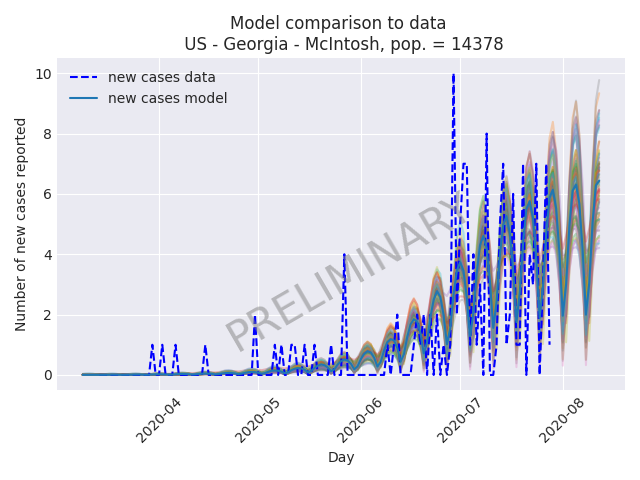 Model comparison to data
US - Georgia - McIntosh, pop. = 14378
new cases data
new cases model
Number of new cases reported
10
8
6
4
2
0
PRELIMINARY
2020-04
2020-05
2020-06
2020-07
2020-08
Day